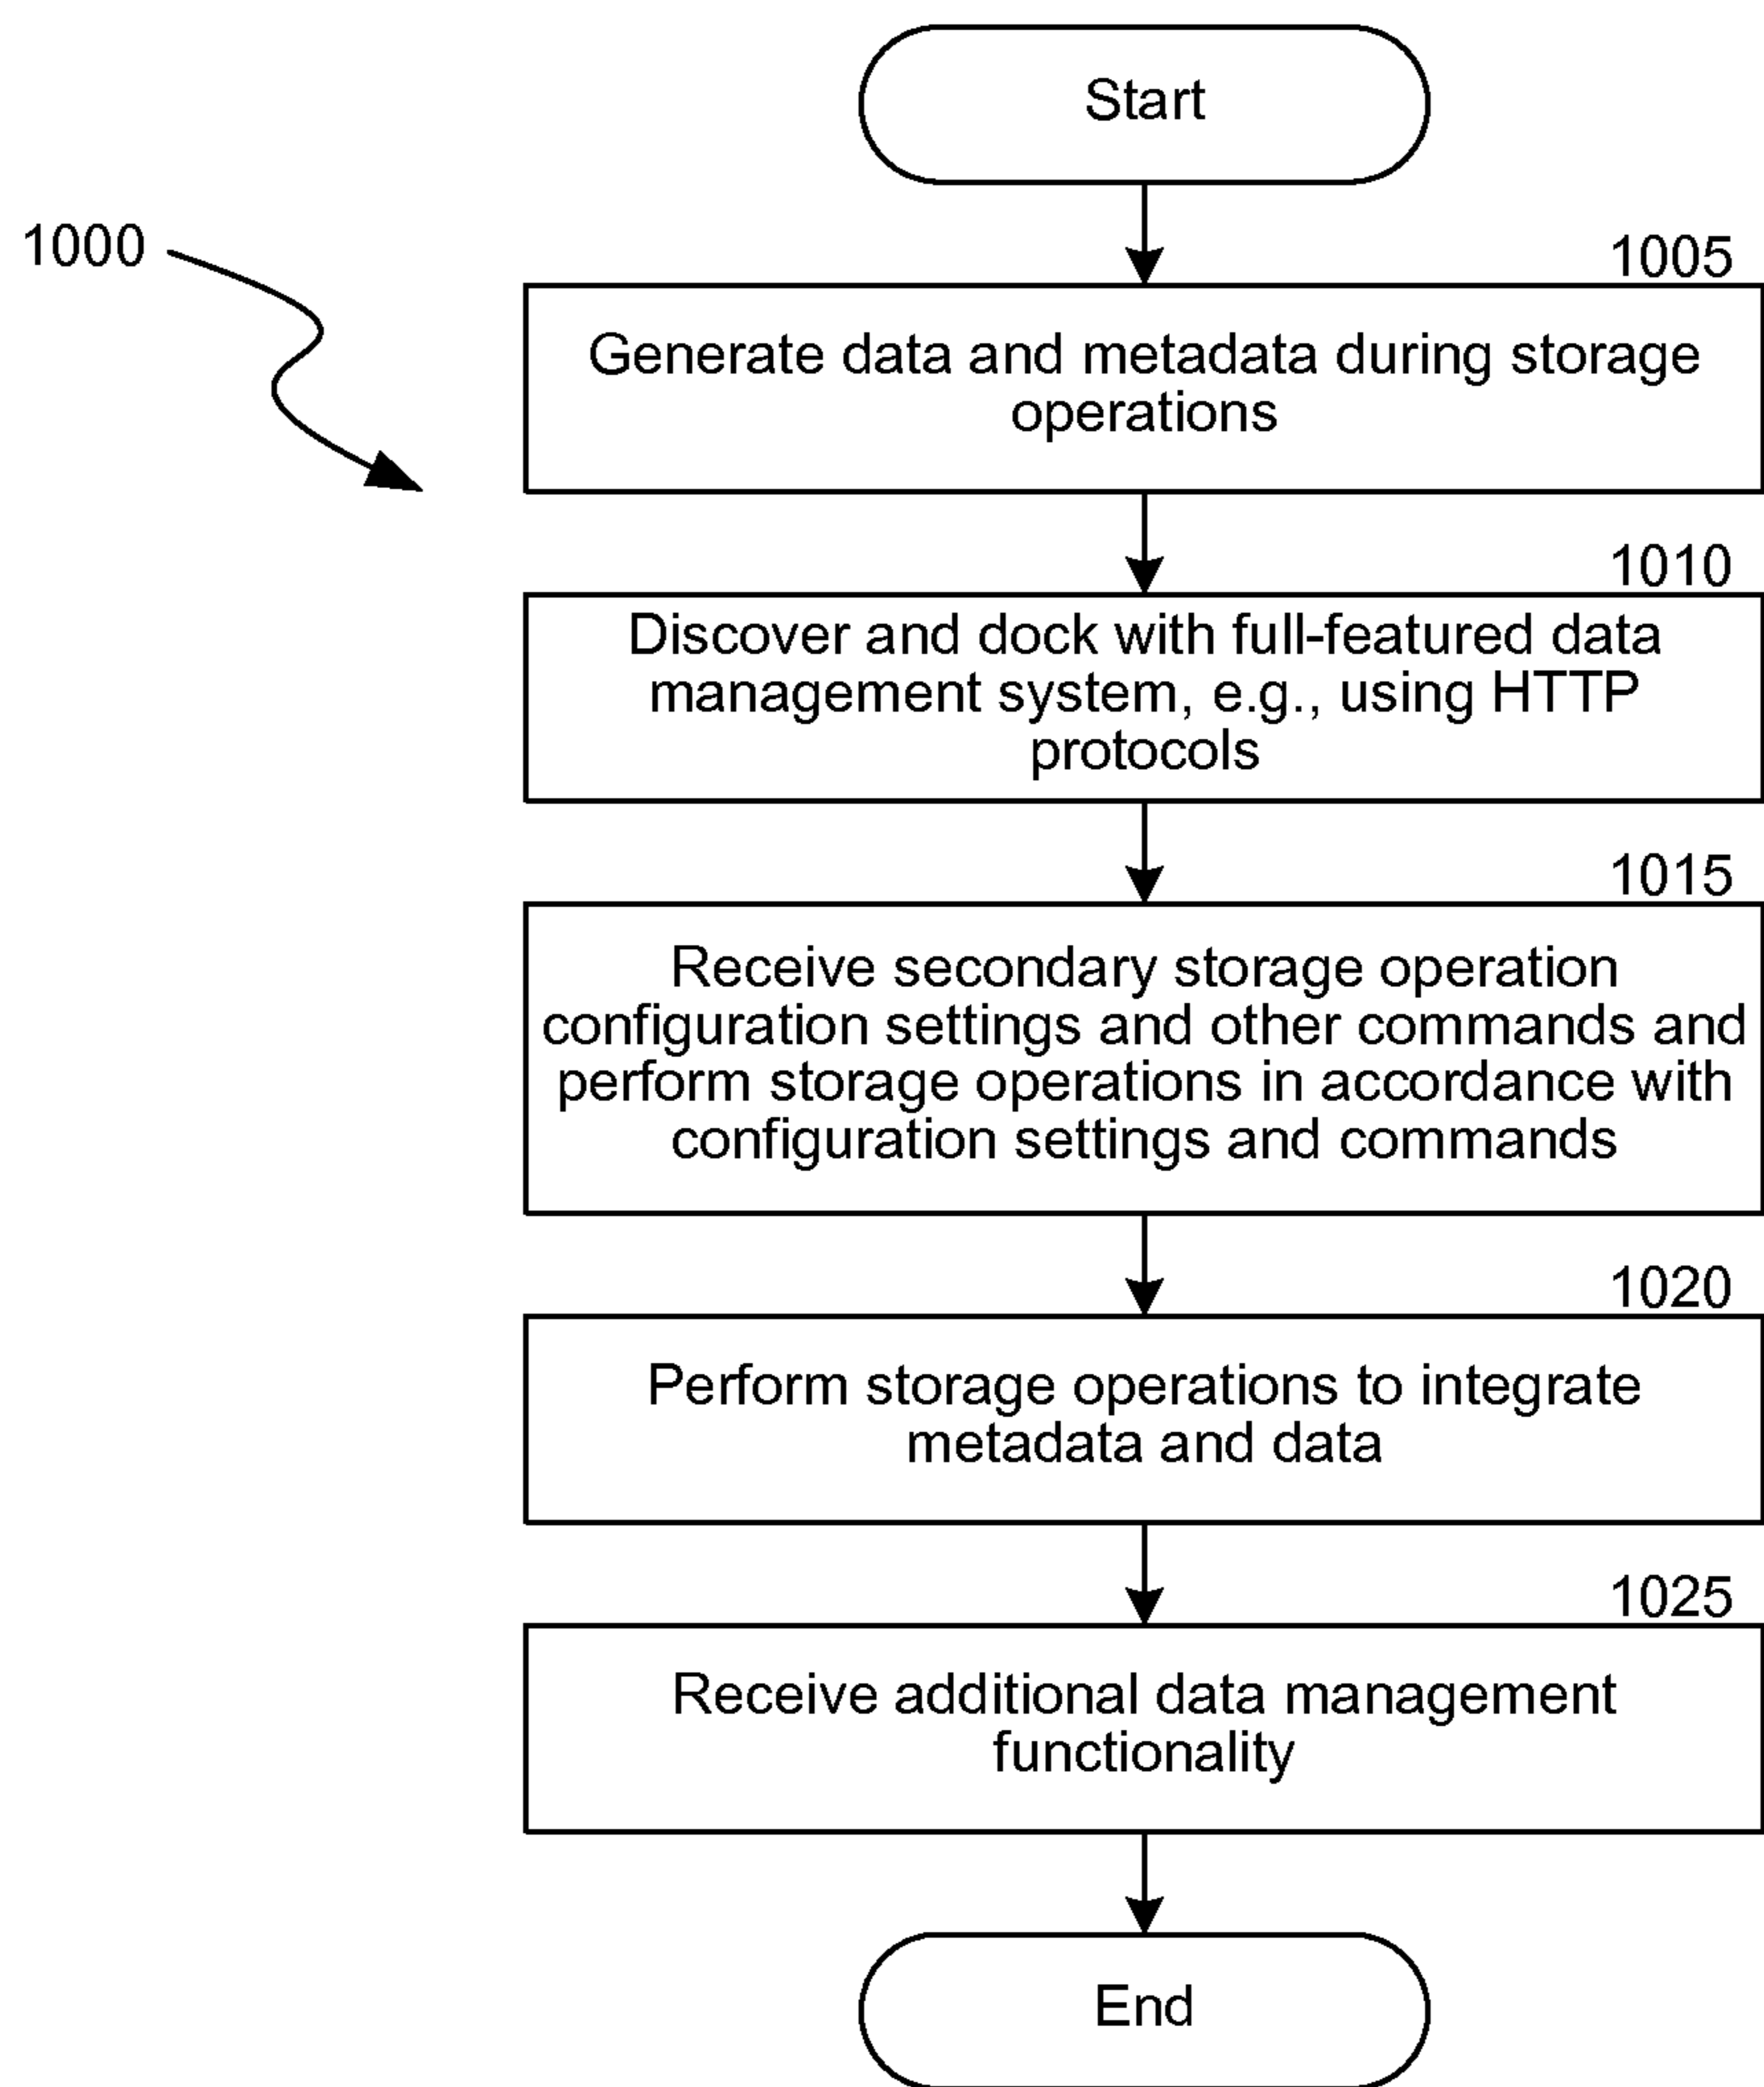 Start
1000
1005
Generate data and metadata during storage
operations
1010
Discover and dock with full-featured data
management system, e.g., using HTTP
protocols
1015
Receive secondary storage operation
configuration settings and other commands and
perform storage operations in accordance with
configuration settings and commands
1020
Perform storage operations to integrate
metadata and data
1025
Receive additional data management
functionality
End